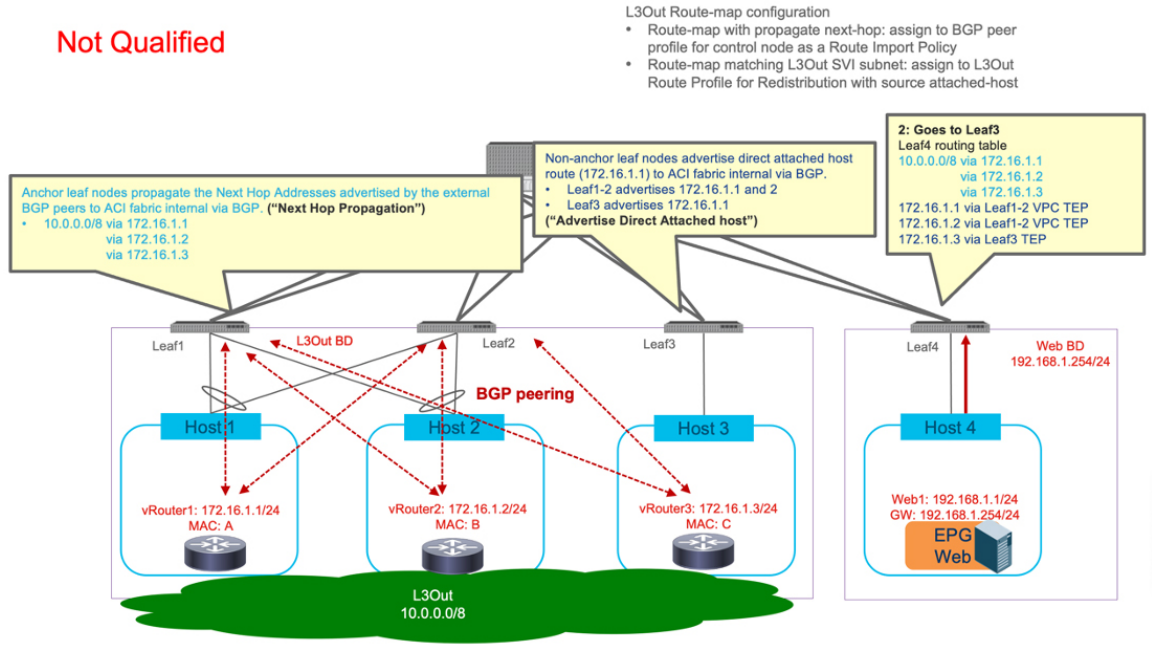 Not Qualified
L3Out Route-map configuration
• Route-map with propagate next-hop: assign to BGP peer
profile for control node as a Route Import Policy
• Route-map matching L3Out SVI subnet: assign to L3Out
Route Profile for Redistribution with source attached-host
Anchor leaf nodes propagate the Next Hop Addresses advertised by the external
BGP peers to ACI fabric internal via BGP. (“Next Hop Propagation”)
• 10.0.0.0/8 via 172.16.1.1
via 172.16.1.2
via 172.16.1.3
Non-anchor leaf nodes advertise direct attached host
route (172.16.1.1) to ACI fabric internal via BGP.
• Leaf1-2 advertises 172.16.1.1 and 2
• Leaf3 advertises 172.16.1.1
(“Advertise Direct Attached host”)
2: Goes to Leaf3
Leaf4 routing table
10.0.0.0/8 via 172.16.1.1
via 172.16.1.2
via 172.16.1.3
172.16.1.1 via Leaf1-2 VPC TEP
172.16.1.2 via Leaf1-2 VPC TEP
172.16.1.3 via Leaf3 TEP
Leaf1
L3Out BD
Leaf2
Leaf3
Leaf4
Web BD
192.168.1.254/24
BGP peering
Host 1
Host 2
Host 3
Host 4
vRouter1: 172.16.1.1/24
MAC: A
vRouter2: 172.16.1.2/24
MAC: B
vRouter3: 172.16.1.3/24
MAC: C
Web1: 192.168.1.1/24
GW: 192.168.1.254/24
EPG
Web
L3Out
10.0.0.0/8